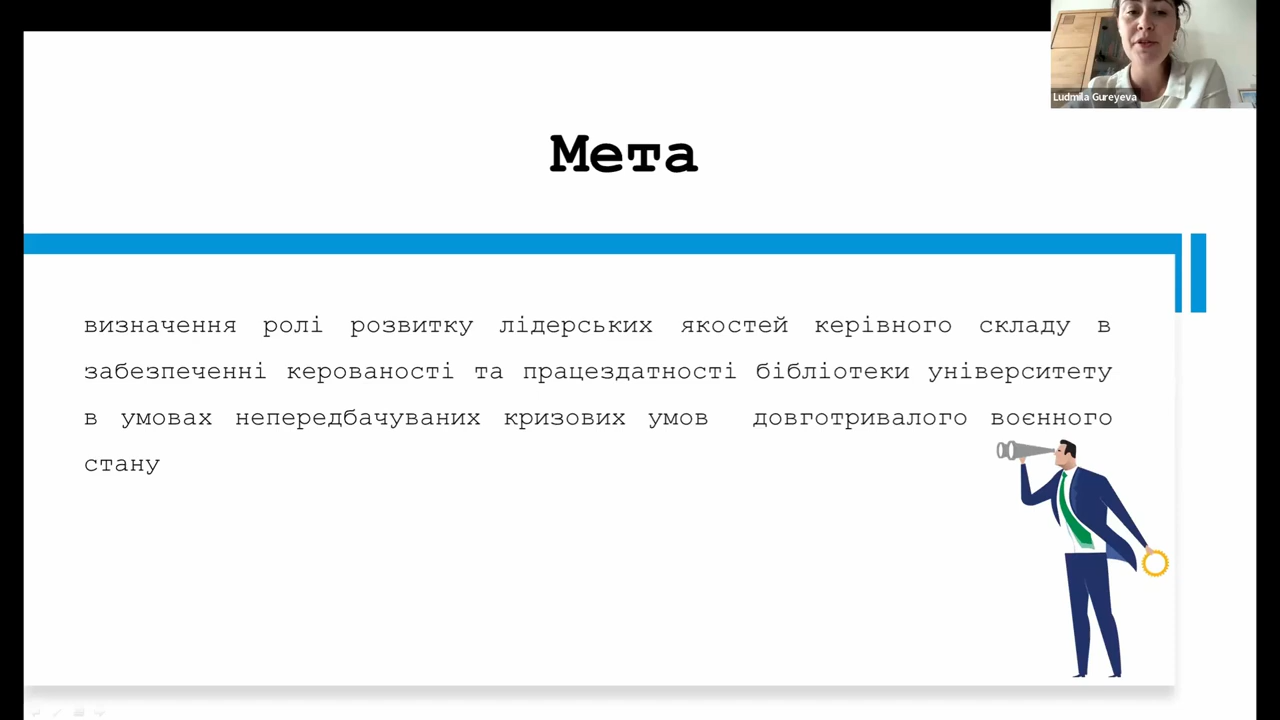 Ludmila Gureyeva
Мета
визначення ролі розвитку лідерських якостей керівного складу в
забезпеченні керованості та працездатності бібліотеки університету
в умовах непередбачуваних кризових умов довготривалого воєнного
стану